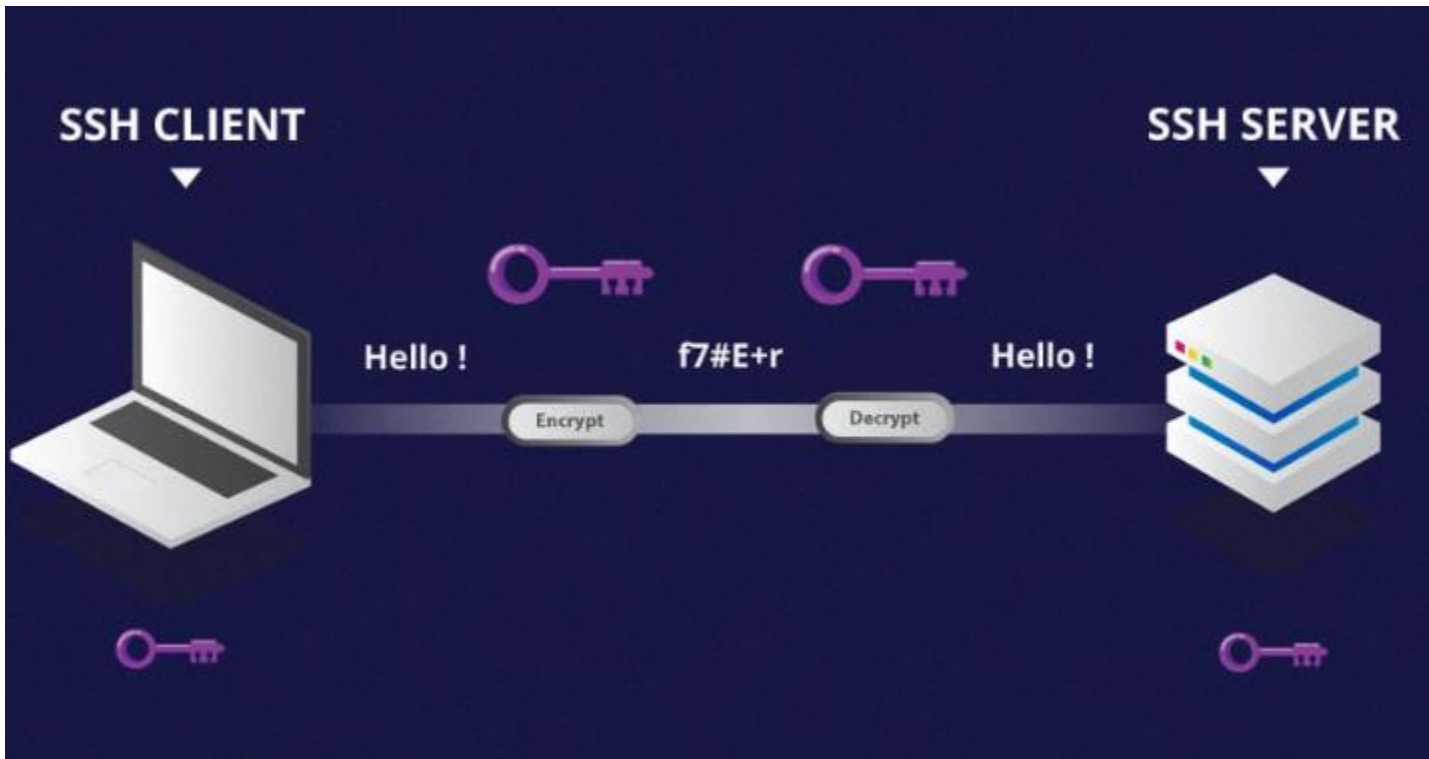 SSH CLIENT
SSH SERVER
Hello !
f7#E+r
Hello !
Encrypt
Decrypt